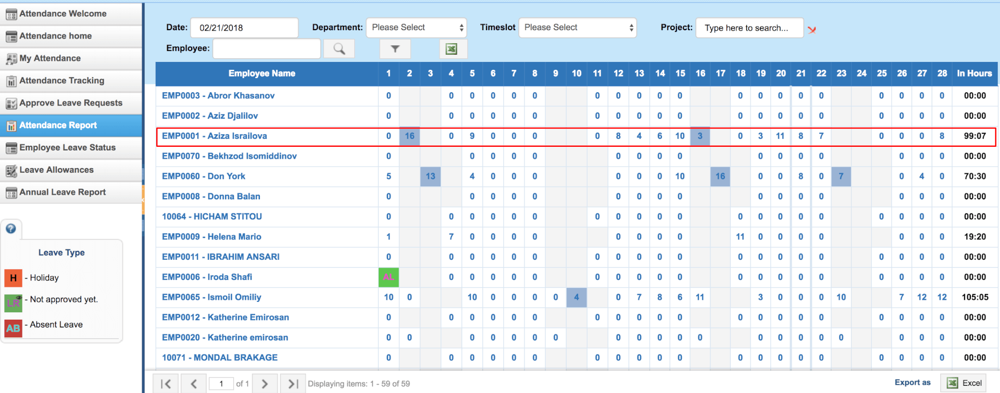 Attendance Welcome
Attendance home
My Attendance
Attendance Tracking
Approve Leave Requests
Attendance Report
Employee Leave Status
Leave Allowances
Annual Leave Report
Leave Type
H - Holiday
LR - Not approved yet.
AB - Absent Leave
Date: 02/21/2018 Department: Please Select Timeslot Please Select Project: Type here to search...
Employee:
Employee Name 1 2 3 4 5 6 7 8 9 10 11 12 13 14 15 16 17 18 19 20 21 22 23 24 25 26 27 28 In Hours
EMP0003 - Abror Khasanov 0 0 0 0 0 0 0 0 0 0 0 0 0 0 0 0 0 0 0 0 00:00
EMP0002 - Aziz Djalilov 0 0 0 0 0 0 0 0 0 0 0 0 0 0 0 0 0 0 0 0 00:00
EMP0001 - Aziza Israilova 0 16 0 9 0 0 0 0 8 4 6 10 3 0 3 11 8 7 0 0 0 8 99:07
EMP0070 - Bekhzod Isomiddinov 0 0 0 0 0 0 0 0 0 0 0 0 0 0 0 0 00:00
EMP0060 - Don York 5 13 4 0 0 0 0 0 0 10 16 0 0 8 0 7 0 4 0 70:30
EMP0008 - Donna Balan 0 0 0 0 0 0 0 0 0 0 0 0 0 0 0 0 00:00
10064 - HICHAM STITOU 0 0 0 0 0 0 0 0 0 0 0 0 0 0 0 0 0 0 0 0 00:00
EMP0009 - Helena Mario 1 7 0 0 0 0 0 0 0 0 11 0 0 0 0 0 0 0 19:20
EMP0011 - IBRAHIM ANSARI 0 0 0 0 0 0 0 0 0 0 0 0 0 0 0 0 0 0 0 0 00:00
EMP0006 - Iroda Shafi AL 0 0 0 0 0 0 0 0 0 0 0 0 0 0 0 0 0 0 0 00:00
EMP0065 - Ismoil Omiliy 10 0 10 0 0 0 0 4 0 7 8 6 11 3 0 0 0 10 7 12 12 105:05
EMP0012 - Katherine Emirosan 0 0 0 0 0 0 0 0 0 0 0 0 0 0 0 0 0 0 0 0 00:00
EMP0020 - Katherine emirosan 0 0 0 0 0 0 0 0 0 0 0 0 0 0 0 0 0 0 0 0 00:00
10071 - MONDAL BRAKAGE 0 0 0 0 0 0 0 0 0 0 0 0 0 0 0 0 0 0 0 0 00:00
1 of 1 Displaying items: 1 - 59 of 59 Export as Excel